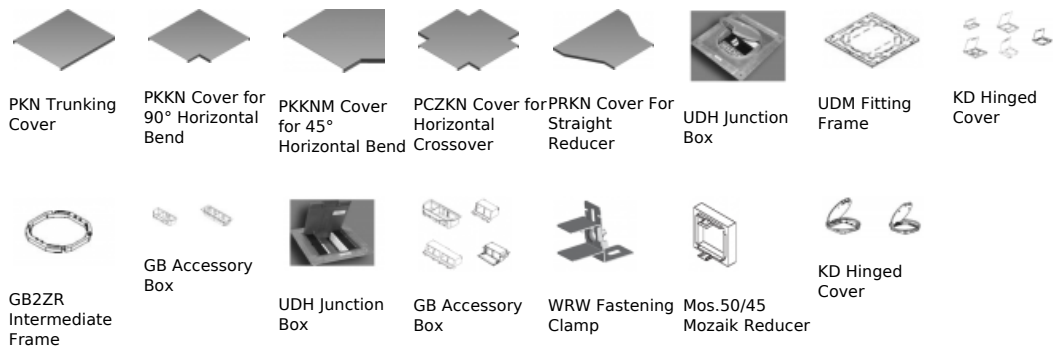 PKN Trunking
Cover
PKKN Cover for
90° Horizontal
Bend
PKKNM Cover
for 45°
Horizontal Bend
PCZKN Cover for
Horizontal
Crossover
PRKN Cover For
Straight
Reducer
UDH Junction
Box
UDM Fitting
Frame
KD Hinged
Cover
GB2ZR
Intermediate
Frame
GB Accessory
Box
UDH Junction
Box
GB Accessory
Box
WRW Fastening
Clamp
Mos.50/45
Mozaik Reducer
KD Hinged
Cover